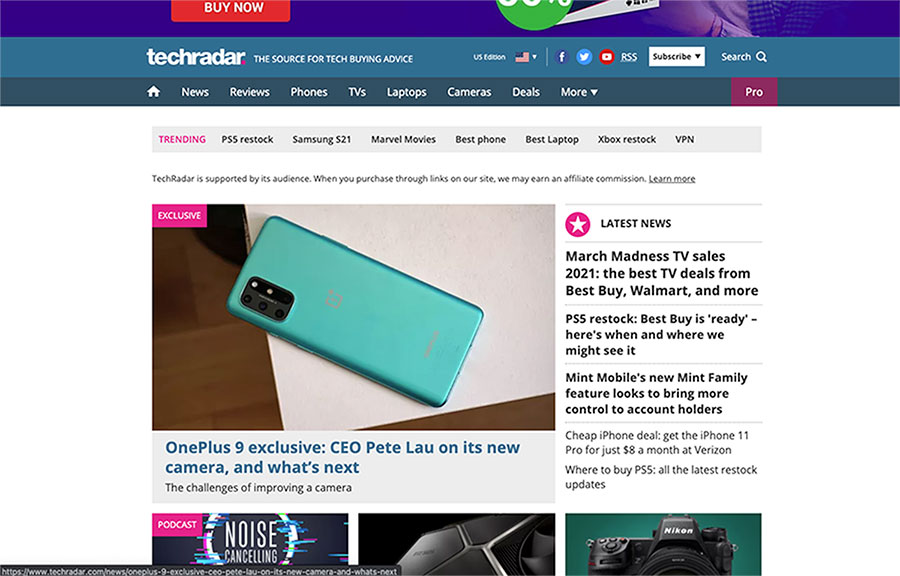 BUY NOW
techradar. THE SOURCE FOR TECH BUYING ADVICE
US Edition
RSS
Subscribe
Search
News Reviews Phones TVs Laptops Cameras Deals More Pro
TRENDING PS5 restock Samsung S21 Marvel Movies Best phone Best Laptop Xbox restock VPN
TechRadar is supported by its audience. When you purchase through links on our site, we may earn an affiliate commission. Learn more
EXCLUSIVE
OnePlus 9 exclusive: CEO Pete Lau on its new
camera, and what's next
The challenges of improving a camera
LATEST NEWS
March Madness TV sales
2021: the best TV deals from
Best Buy, Walmart, and more
PS5 restock: Best Buy is 'ready' –
here's when and where we
might see it
Mint Mobile's new Mint Family
feature looks to bring more
control to account holders
Cheap iPhone deal: get the iPhone 11
Pro for just $8 a month at Verizon
Where to buy PS5: all the latest restock
updates
PODCAST
NOISE
CANCELLING
Nikon
https://www.techradar.com/news/oneplus-9-exclusive-ceo-pete-lau-on-its-new-camera-and-whats-next